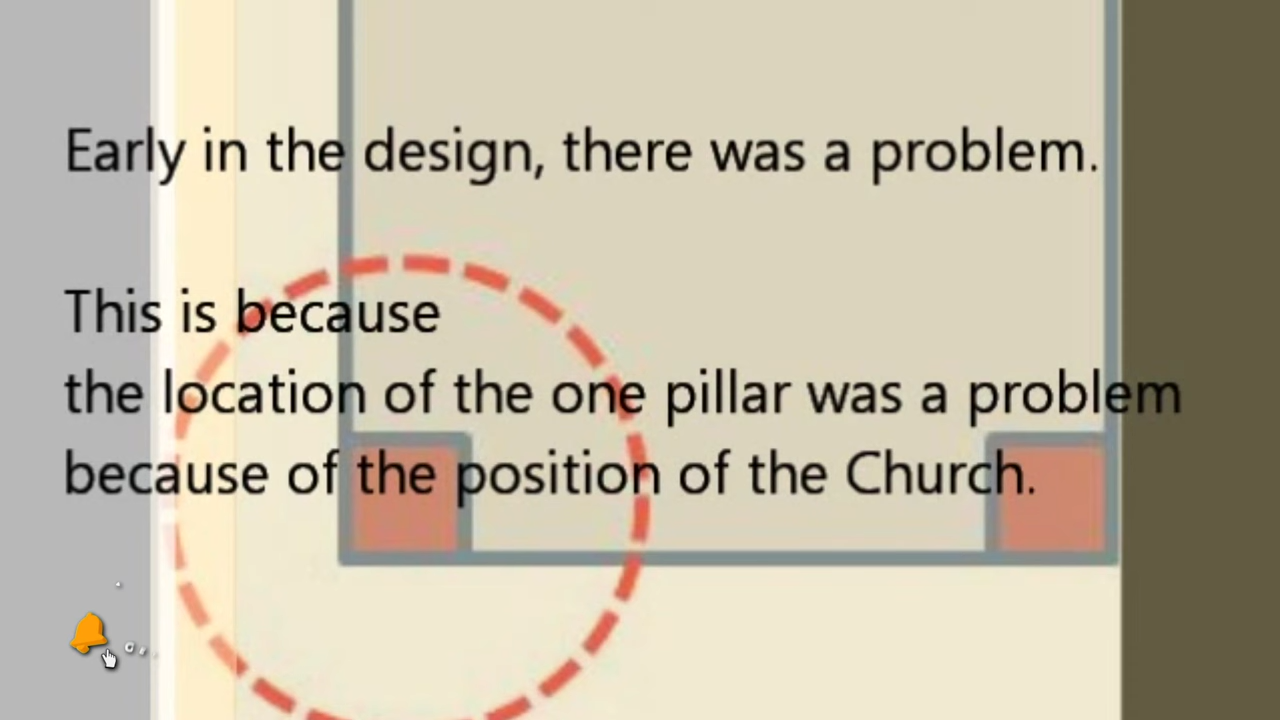 Early in the design, there was a problem.
This is because
the location of the one pillar was a problem
because of the position of the Church.